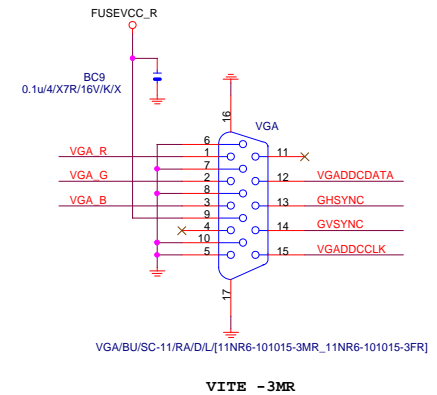 FUSEVCC_R
BC9
0.1u/4/X7R/16V/K/X
16
VGA
6
VGA_R
1
11
7
VGA_G
2
12
VGADDCDATA
8
VGA_B
3
13
GHSYNC
9
4
14
GVSYNC
10
5
15
VGADDCCLK
17
VGA/BU/SC-11/RA/D/L/[11NR6-101015-3MR_11NR6-101015-3FR]
VITE -3MR